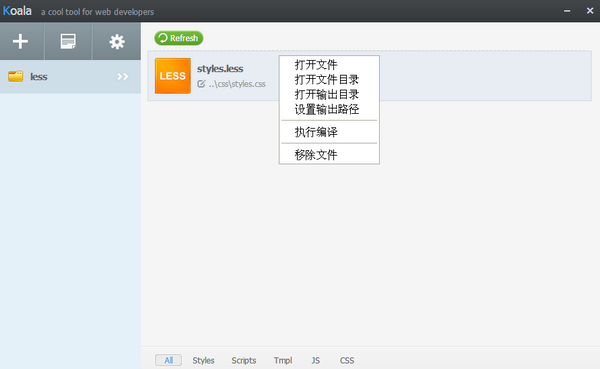 Koala a cool tool for web developers
Refresh
less
LESS
styles.less
..\css\styles.css
打开文件
打开文件目录
打开输出目录
设置输出路径
执行编译
移除文件
All Styles Scripts Tmpl JS CSS